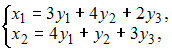 x₁ = 3y₁ + 4y₂ + 2y₃,
x₂ = 4y₁ + y₂ + 3y₃,